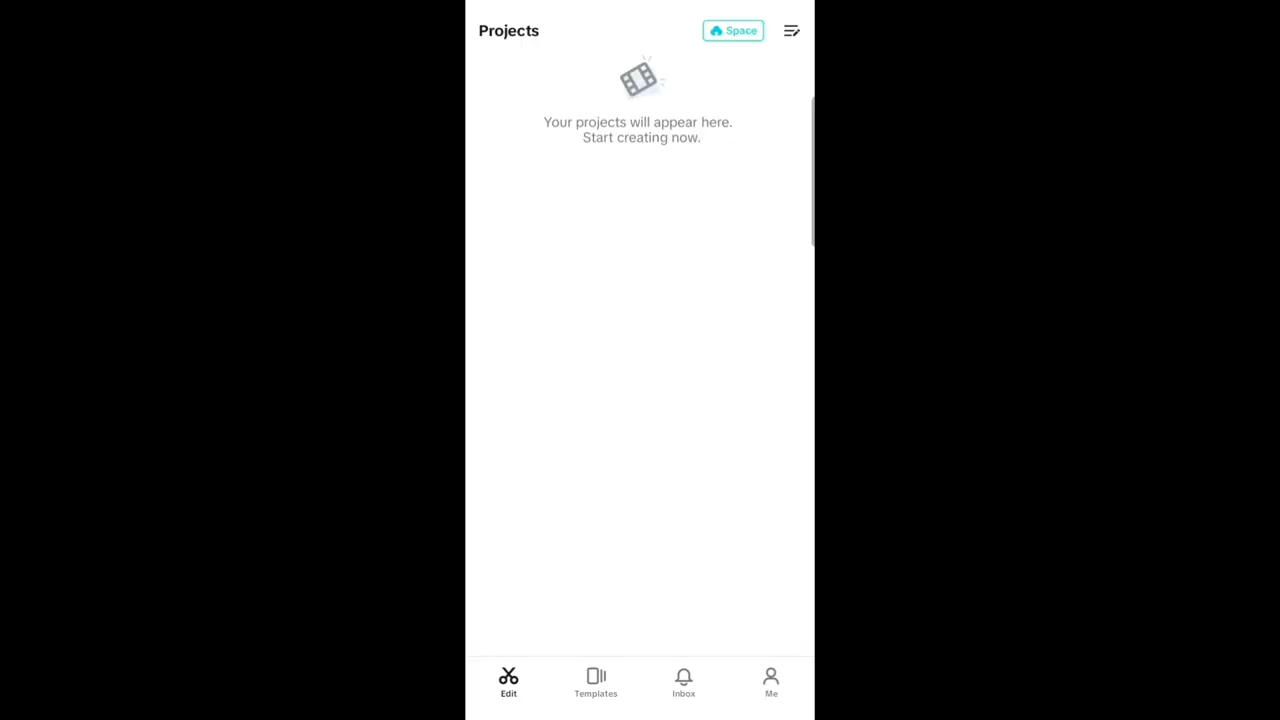 Projects
Space
Your projects will appear here.
Start creating now.
Edit
Templates
Inbox
Me